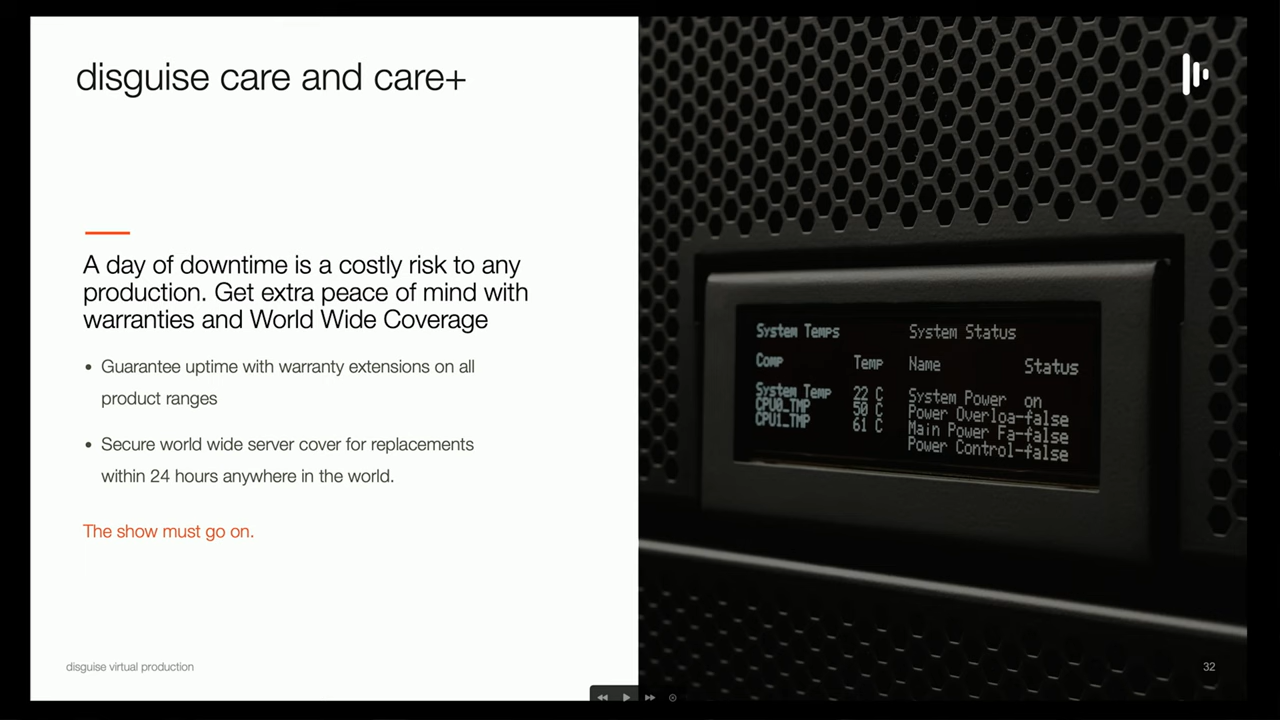 disguise care and care+
A day of downtime is a costly risk to any
production. Get extra peace of mind with
warranties and World Wide Coverage
• Guarantee uptime with warranty extensions on all
product ranges
• Secure world wide server cover for replacements
within 24 hours anywhere in the world.
The show must go on.
disguise virtual production
System Temps
Comp Temp
System Temp 22 C
CPU0_TMP 50 C
CPU1_TMP 61 C
System Status
Name Status
System Power on
Power Overloa-false
Main Power Fa-false
Power Control-false
32